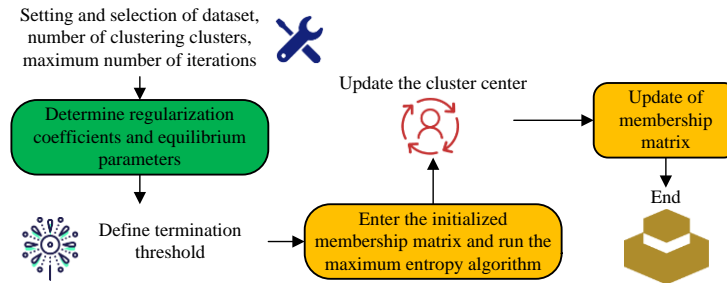 Setting and selection of dataset,
number of clustering clusters,
maximum number of iterations
Determine regularization
coefficients and equilibrium
parameters
Define termination
threshold
Enter the initialized
membership matrix and run the
maximum entropy algorithm
Update the cluster center
Update of
membership
matrix
End